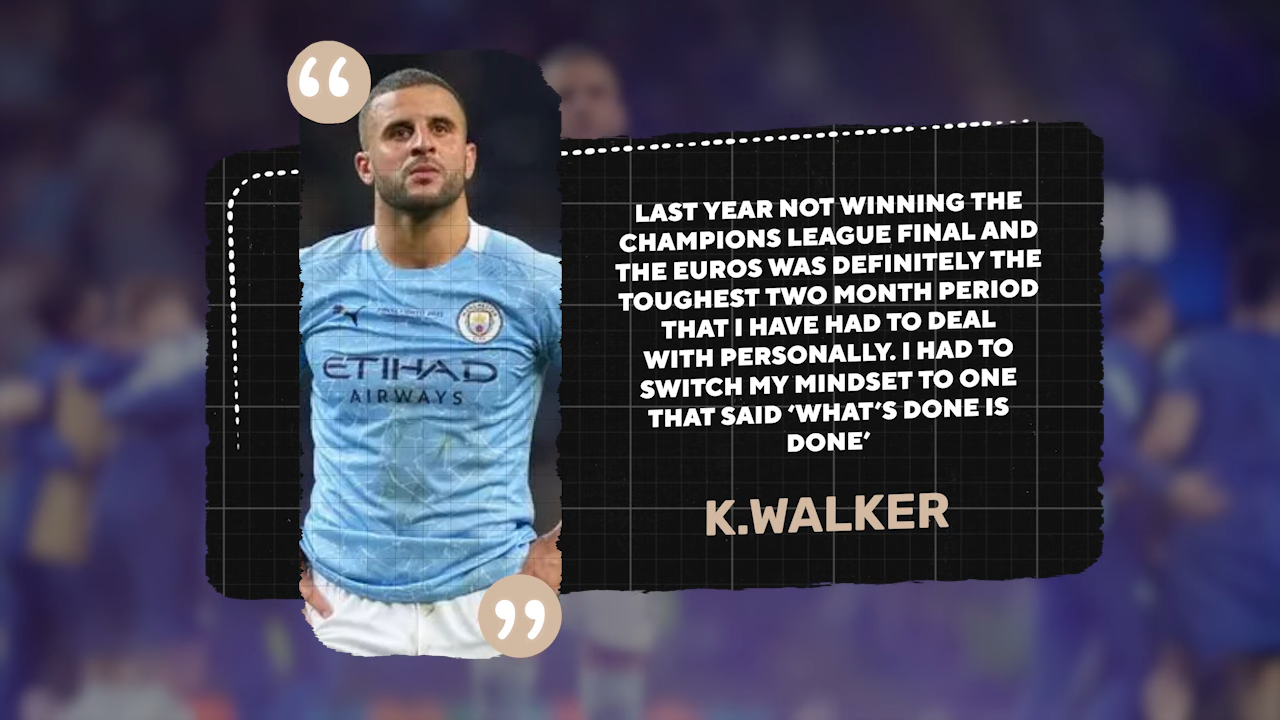 “
LAST YEAR NOT WINNING THE
CHAMPIONS LEAGUE FINAL AND
THE EUROS WAS DEFINITELY THE
TOUGHEST TWO MONTH PERIOD
THAT I HAVE HAD TO DEAL
WITH PERSONALLY. I HAD TO
SWITCH MY MINDSET TO ONE
THAT SAID ‘WHAT’S DONE IS
DONE’
K.WALKER
ETIHAD
AIRWAYS
”